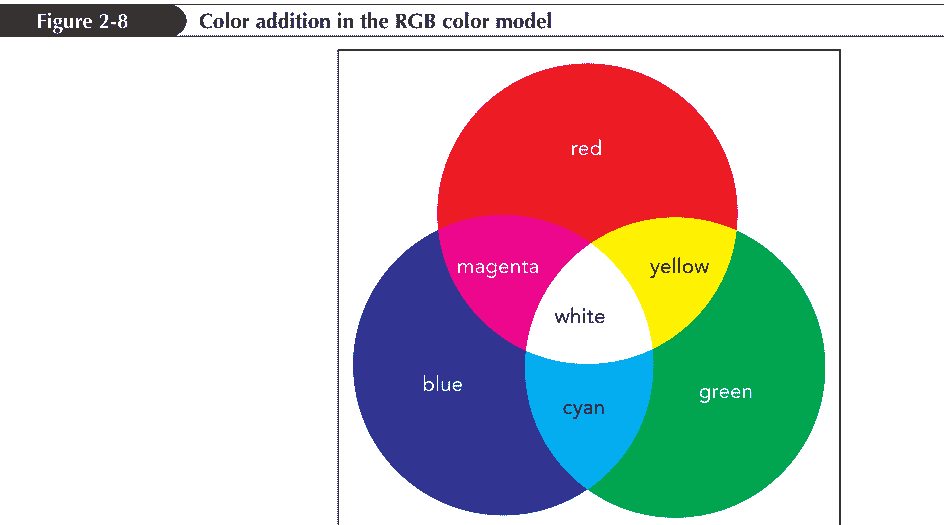 Figure 2-8 Color addition in the RGB color model
red
magenta yellow
white
blue
green
cyan